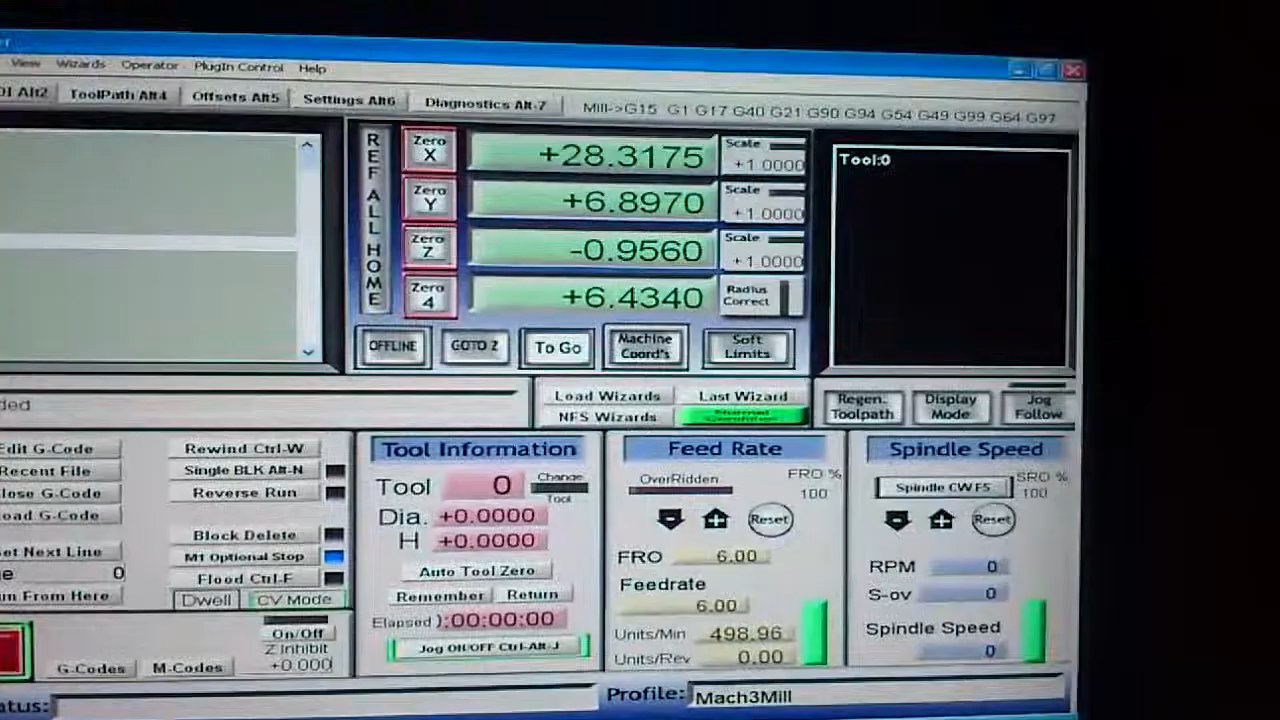 View Wizards Operator PlugIn Control Help
Alt2 ToolPath Alt4 Offsets Alt5 Settings Alt6 Diagnostics Alt-7 Mill->G15 G1 G17 G40 G21 G90 G94 G54 G49 G99 G64 G97
REF ALL HOME
Zero X +28.3175 Scale +1.0000
Zero Y +6.8970 Scale +1.0000
Zero Z -0.9560 Scale +1.0000
Zero 4 +6.4340 Radius Correct
Tool:0
OFFLINE GOTO Z To Go Machine Coord's Soft Limits
ded
Load Wizards Last Wizard
NFS Wizards Normal Condition
Regen. Toolpath Display Mode Jog Follow
Edit G-Code Rewind Ctrl-W
Recent File Single BLK Alt-N
lose G-Code Reverse Run
oad G-Code
Block Delete
et Next Line M1 Optional Stop
e 0 Flood Ctrl-F
m From Here Dwell CV Mode
On/Off
Z Inhibit
+0.000
G-Codes M-Codes
Tool Information
Tool 0 Change Tool
Dia. +0.0000
H +0.0000
Auto Tool Zero
Remember Return
Elapsed ):00:00:00
Jog ON/OFF Ctrl-Alt-J
Feed Rate
OverRidden FRO %
100
Reset
FRO 6.00
Feedrate
6.00
Units/Min 498.96
Units/Rev 0.00
Spindle Speed
Spindle CW F5 SRO %
100
Reset
RPM 0
S-ov 0
Spindle Speed
0
atus: Profile: Mach3Mill